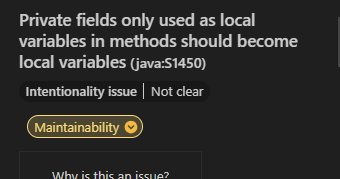 Private fields only used as local
variables in methods should become
local variables (java:S1450)
Intentionality issue | Not clear
Maintainability
Why is this an issue?